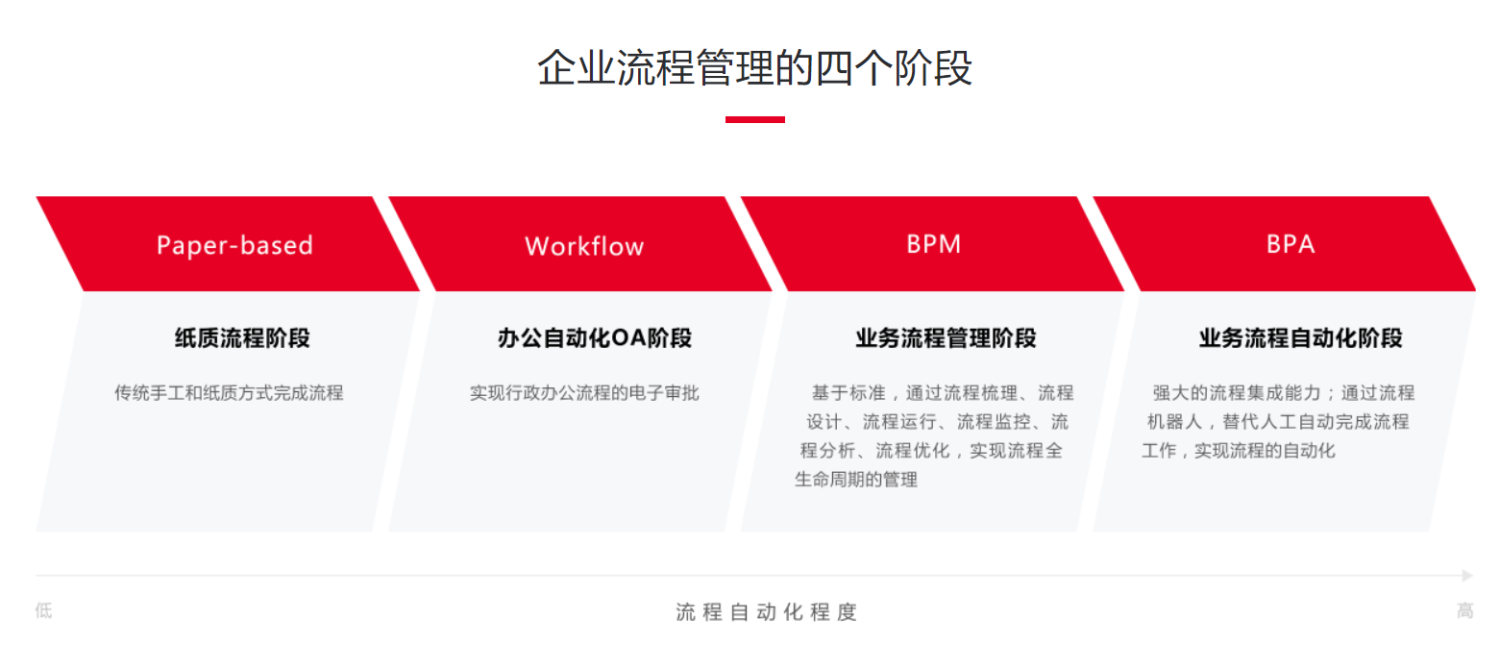 企业流程管理的四个阶段
Paper-based
Workflow
BPM
BPA
纸质流程阶段
传统手工和纸质方式完成流程
办公自动化OA阶段
实现行政办公流程的电子审批
业务流程管理阶段
基于标准，通过流程梳理、流程
设计、流程运行、流程监控、流
程分析、流程优化，实现流程全
生命周期的管理
业务流程自动化阶段
强大的流程集成能力；通过流程
机器人，替代人工自动完成流程
工作，实现流程的自动化
低
流程自动化程度
高